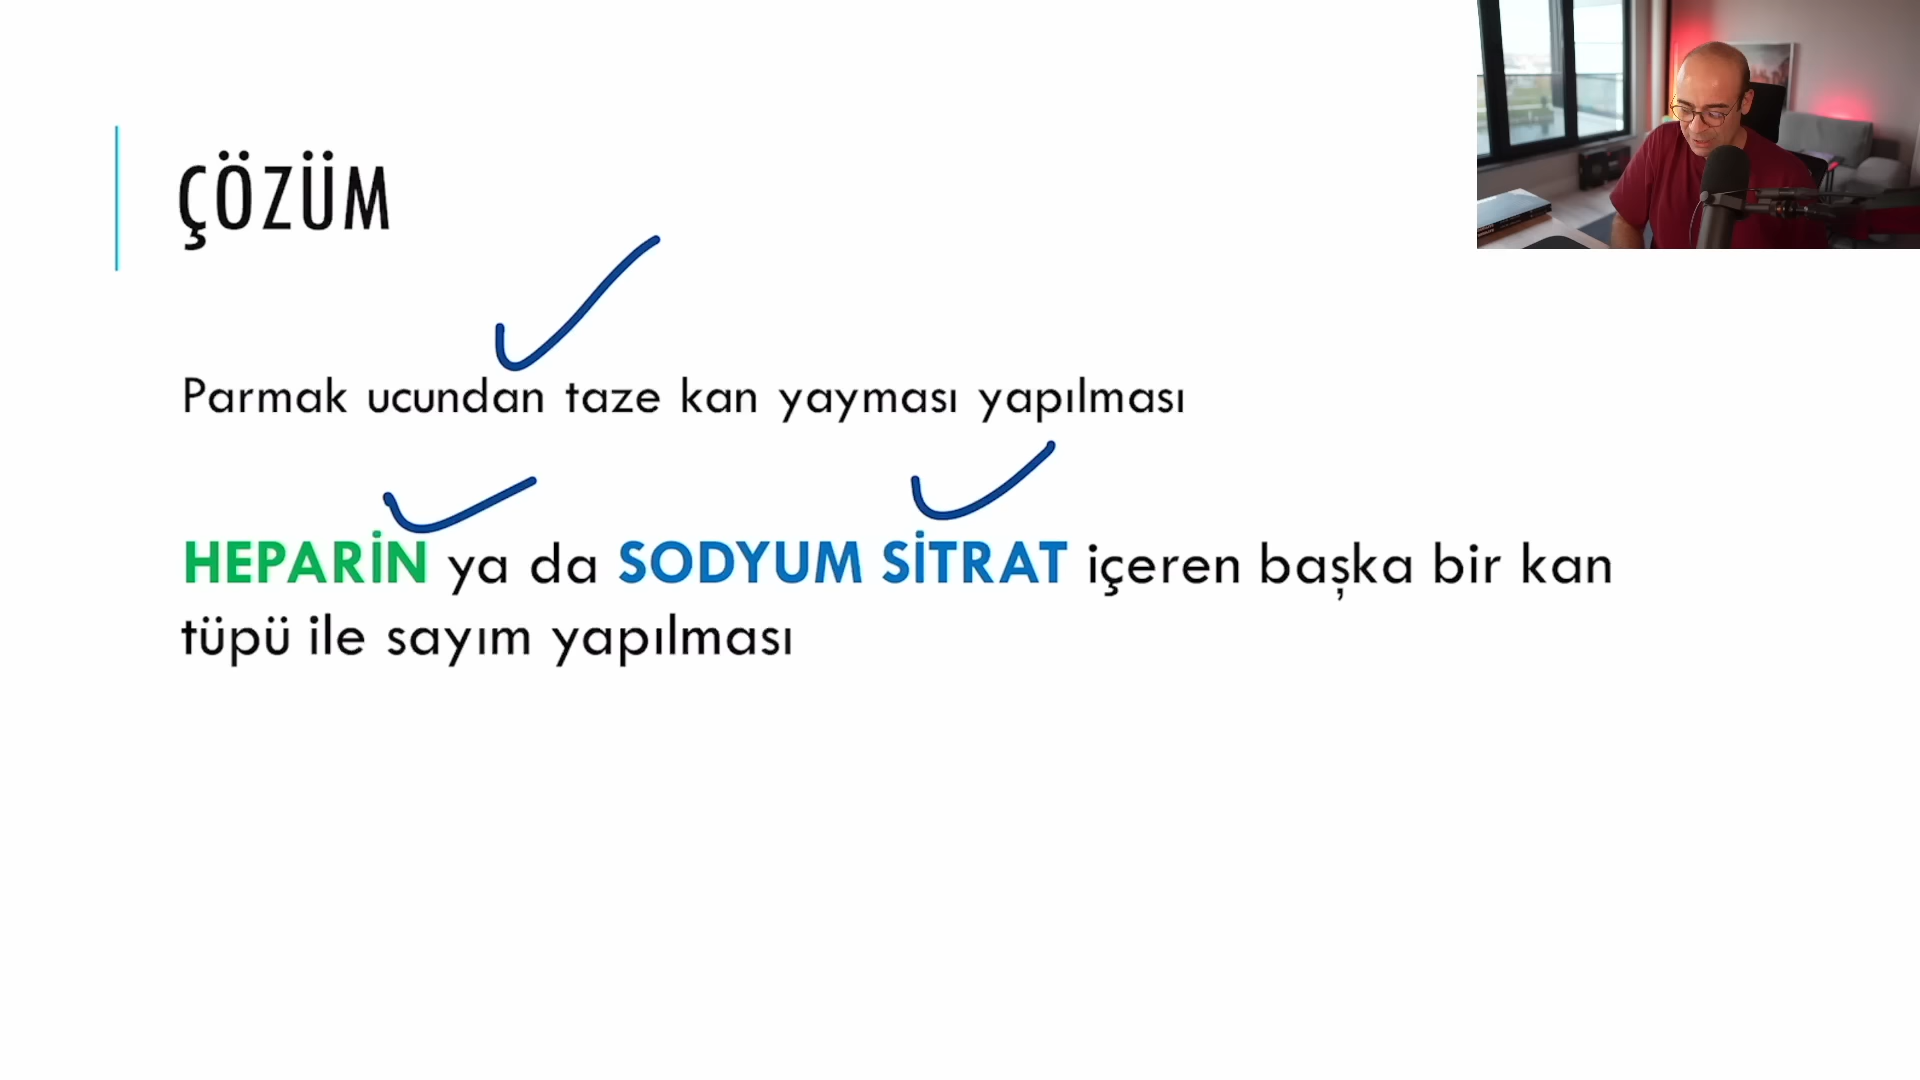 ÇÖZÜM
Parmak ucundan taze kan yayması yapılması
HEPARİN ya da SODYUM SİTRAT içeren başka bir kan
tüpü ile sayım yapılması